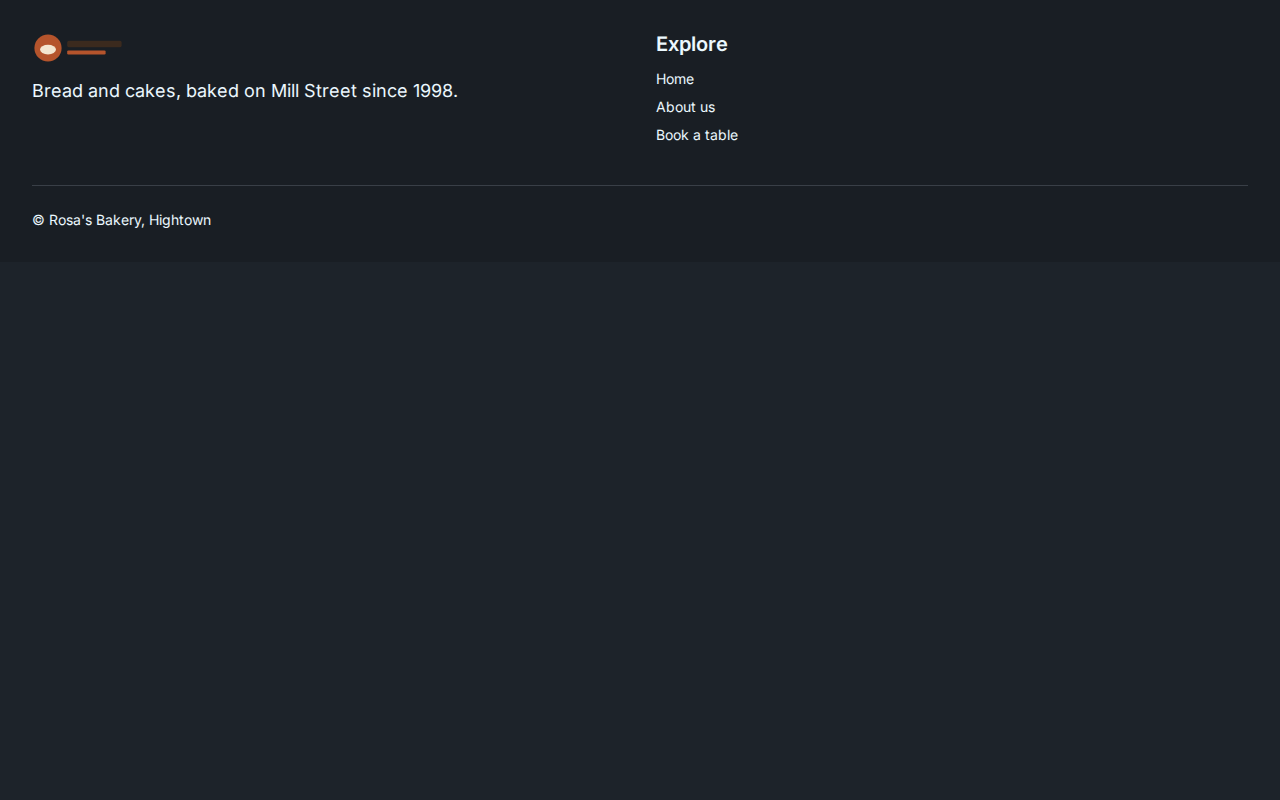 Bread and cakes, baked on Mill Street since 1998.
Explore
Home
About us
Book a table
© Rosa's Bakery, Hightown